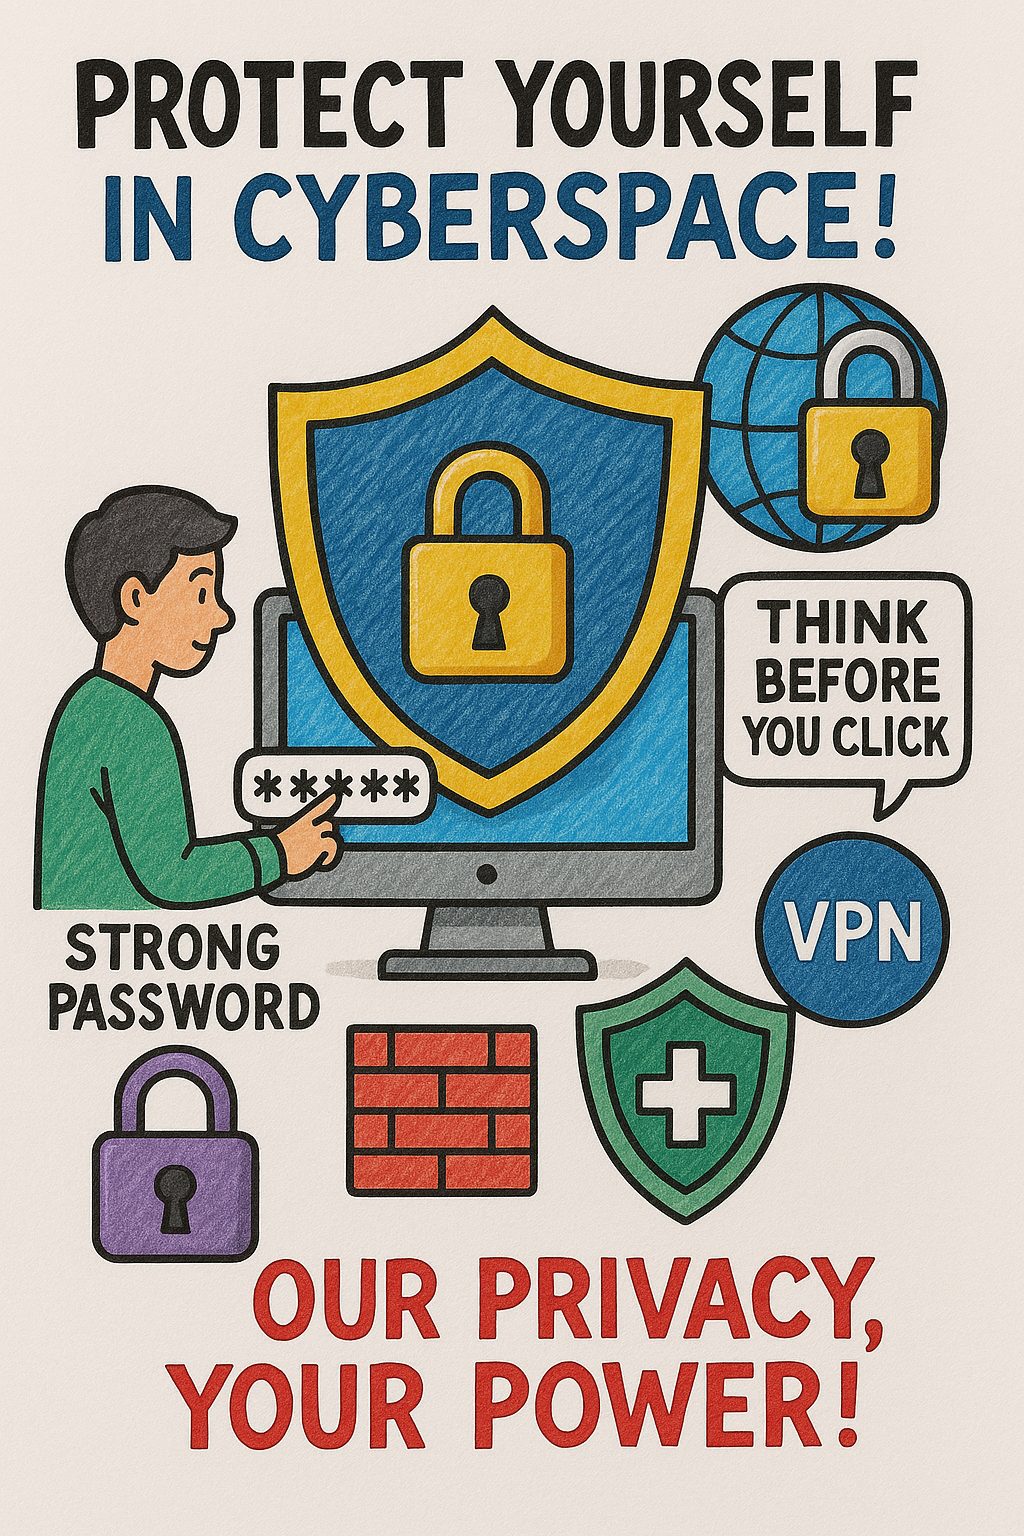 PROTECT YOURSELF
IN CYBERSPACE!
*****
THINK
BEFORE
YOU CLICK
VPN
STRONG
PASSWORD
OUR PRIVACY,
YOUR POWER!